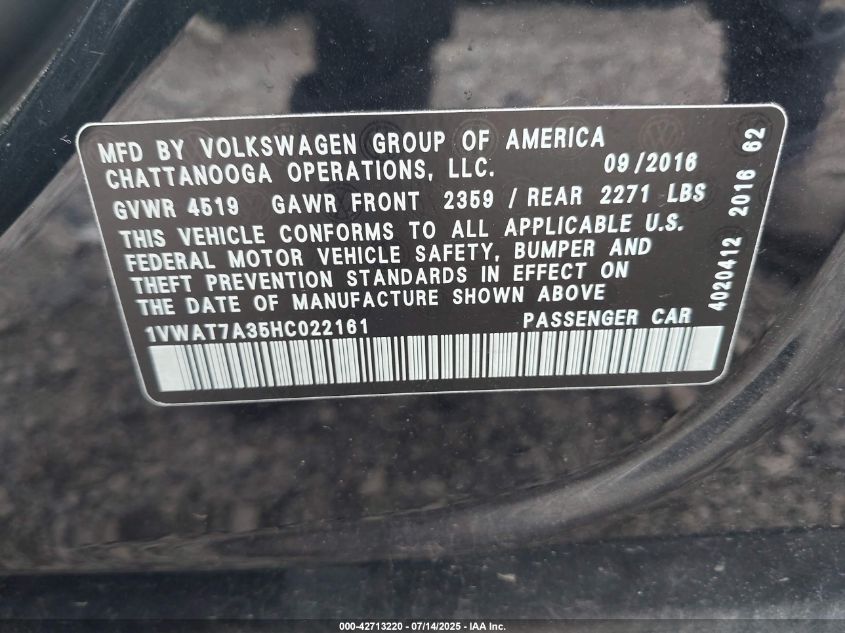 MFD BY VOLKSWAGEN GROUP OF AMERICA
CHATTANOOGA OPERATIONS, LLC. 09/2016
GVWR 4519 GAWR FRONT 2359 / REAR 2271 LBS
THIS VEHICLE CONFORMS TO ALL APPLICABLE U.S.
FEDERAL MOTOR VEHICLE SAFETY, BUMPER AND
THEFT PREVENTION STANDARDS IN EFFECT ON
THE DATE OF MANUFACTURE SHOWN ABOVE
1VWAT7A35HC022161 PASSENGER CAR
4020412 2016 62
000-42713220 - 07/14/2025 - IAA Inc.